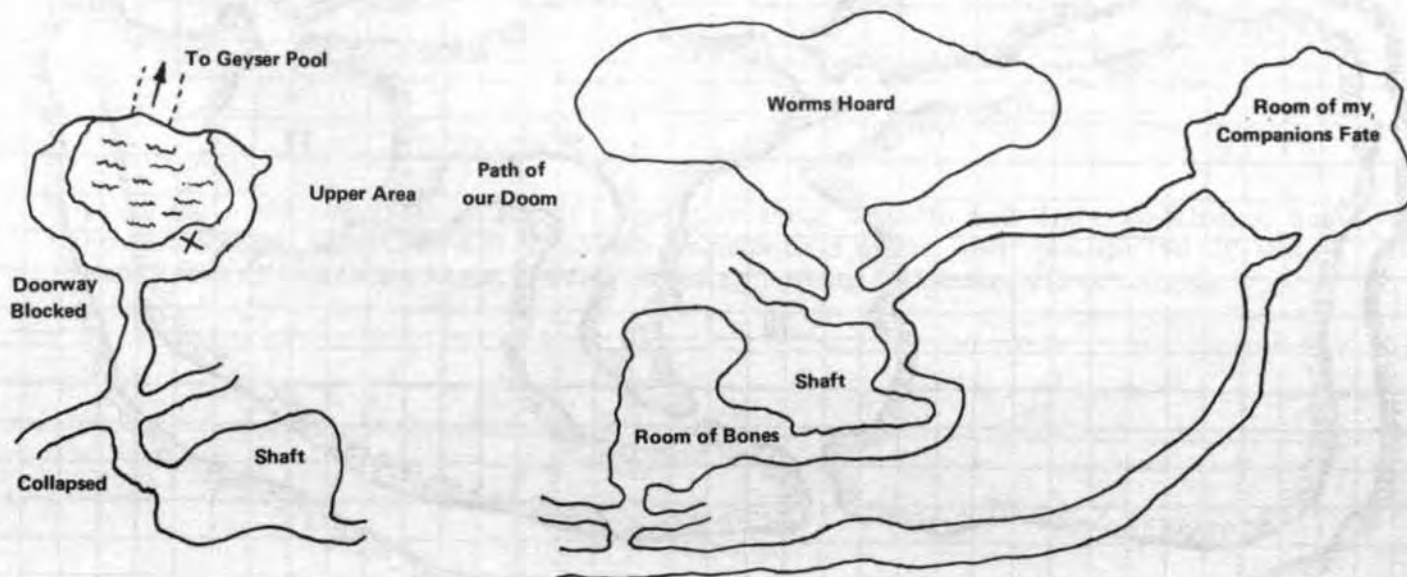 To Geyser Pool
Worms Hoard
Room of my
Companions Fate
Upper Area
Path of
our Doom
Doorway
Blocked
Shaft
Room of Bones
Shaft
Collapsed